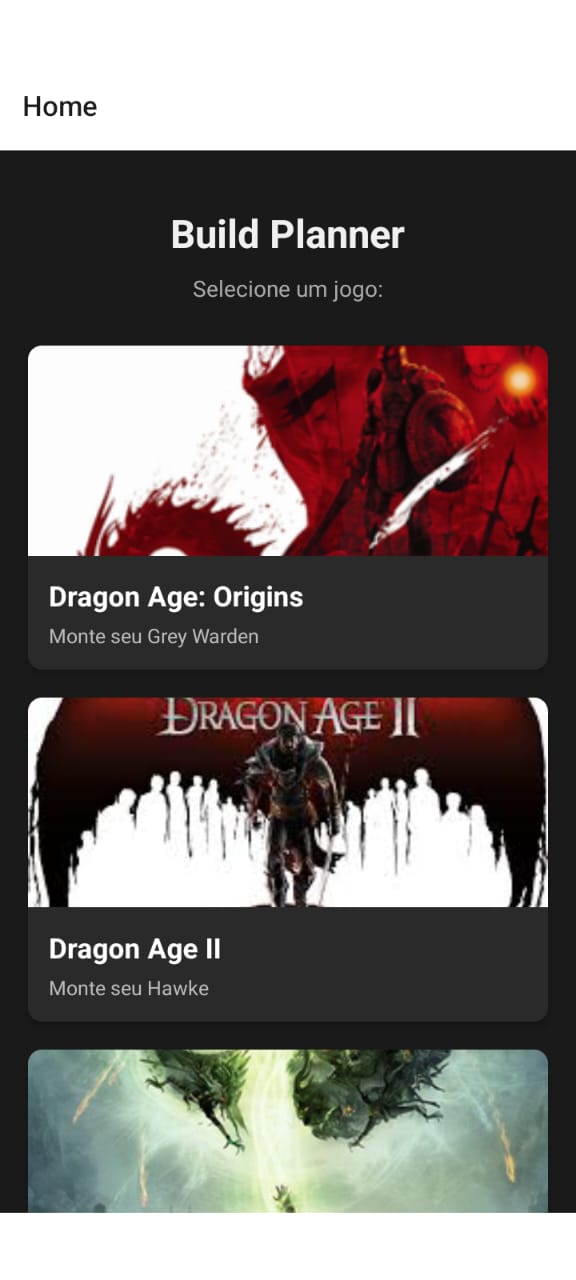 Home
Build Planner
Selecione um jogo:
Dragon Age: Origins
Monte seu Grey Warden
DRAGON AGE II
Dragon Age II
Monte seu Hawke